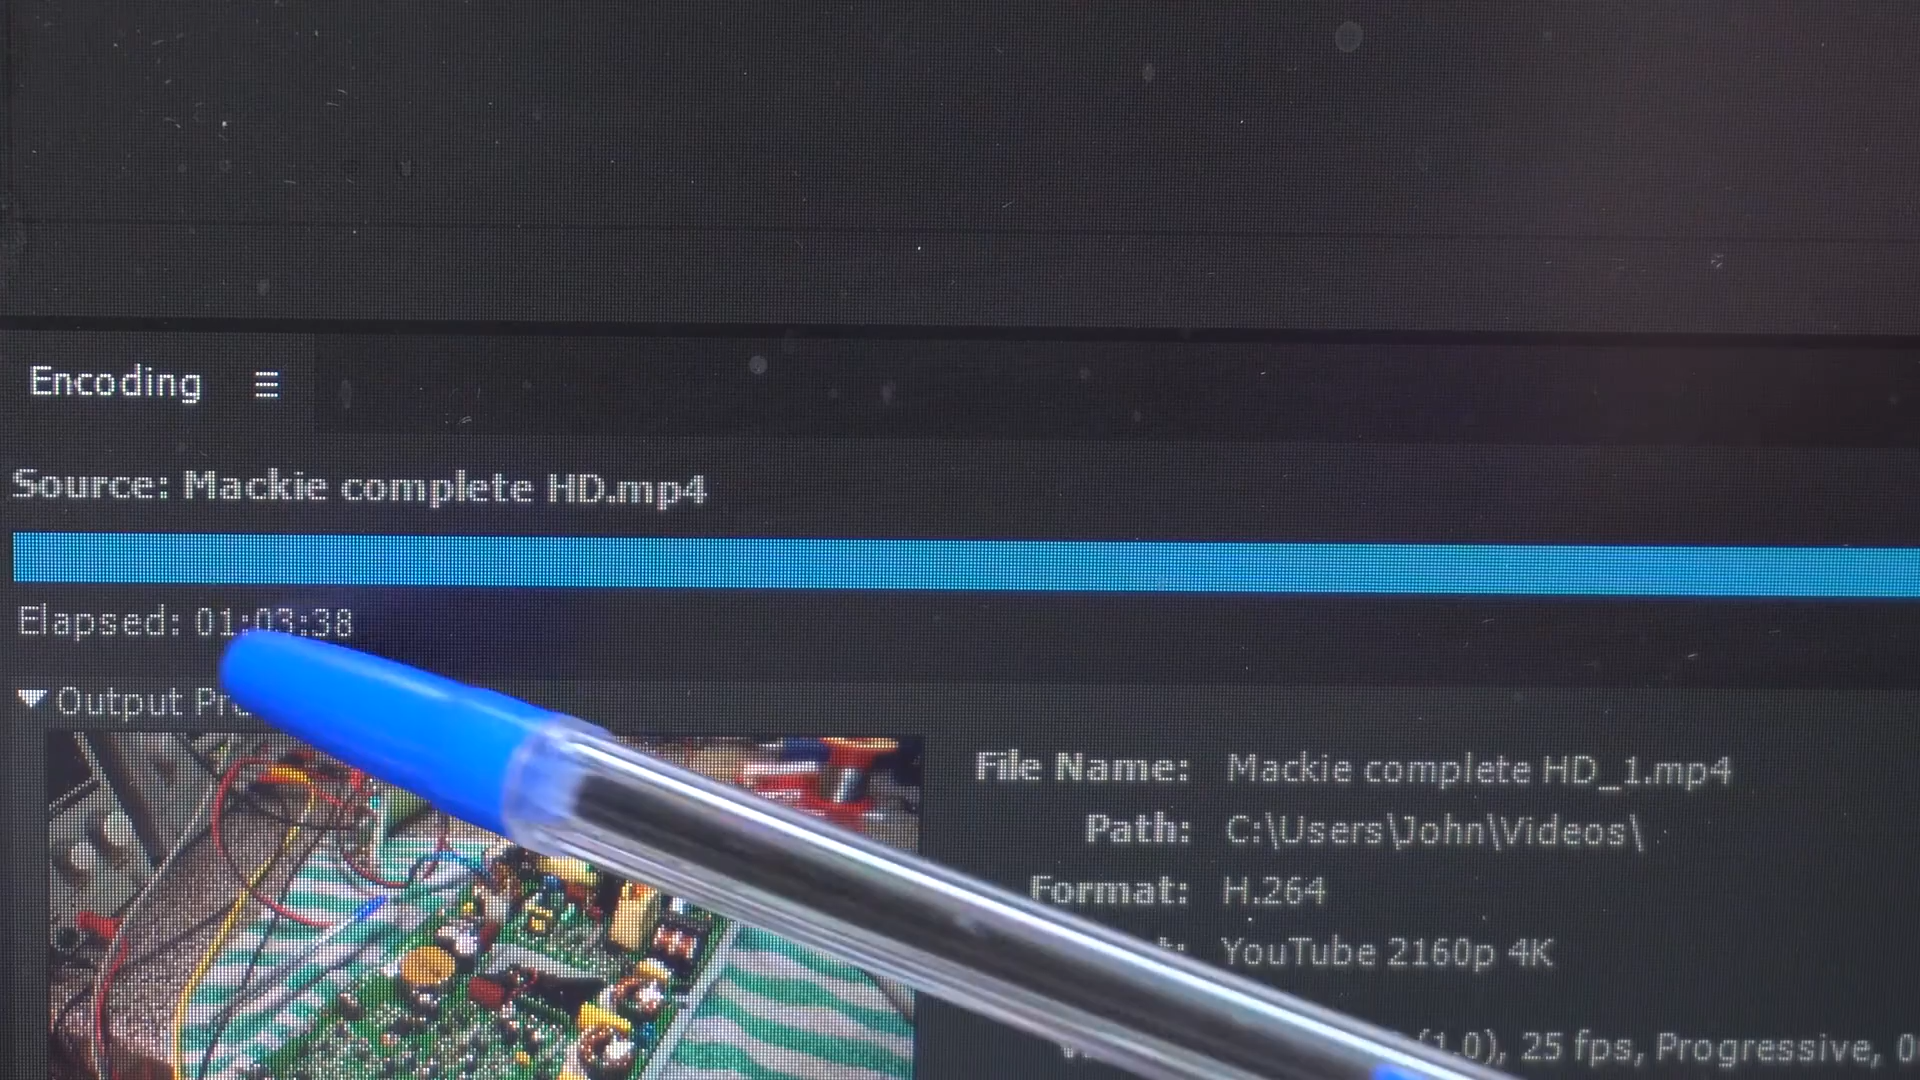 Encoding
Source: Mackie complete HD.mp4
Elapsed: 01:03:38
Output
File Name: Mackie complete HD_1.mp4
Path: C:\Users\John\Videos\
Format: H.264
YouTube 2160p 4K
(1.0), 25 fps, Progressive,